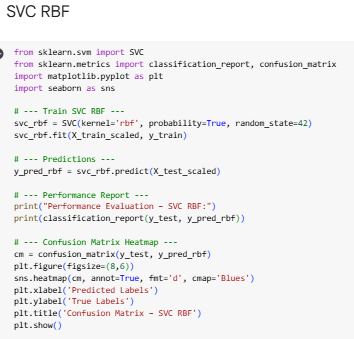 SVC RBF
from sklearn.svm import SVC
from sklearn.metrics import classification_report, confusion_matrix
import matplotlib.pyplot as plt
import seaborn as sns
# --- Train SVC RBF ---
svc_rbf = SVC(kernel='rbf', probability=True, random_state=42)
svc_rbf.fit(X_train_scaled, y_train)
# --- Predictions ---
y_pred_rbf = svc_rbf.predict(X_test_scaled)
# --- Performance Report ---
print("Performance Evaluation – SVC RBF:")
print(classification_report(y_test, y_pred_rbf))
# --- Confusion Matrix Heatmap ---
cm = confusion_matrix(y_test, y_pred_rbf)
plt.figure(figsize=(8,6))
sns.heatmap(cm, annot=True, fmt='d', cmap='Blues')
plt.xlabel('Predicted Labels')
plt.ylabel('True Labels')
plt.title('Confusion Matrix – SVC RBF')
plt.show()